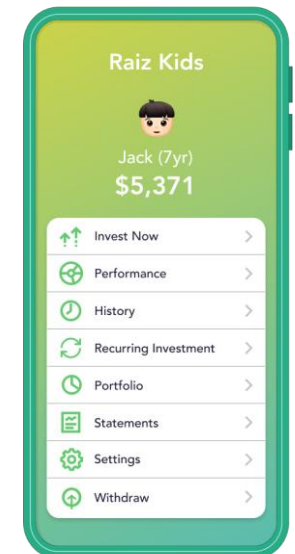 Raiz Kids
Jack (7yr)
$5,371
Invest Now
Performance
History
Recurring Investment
Portfolio
Statements
Settings
Withdraw